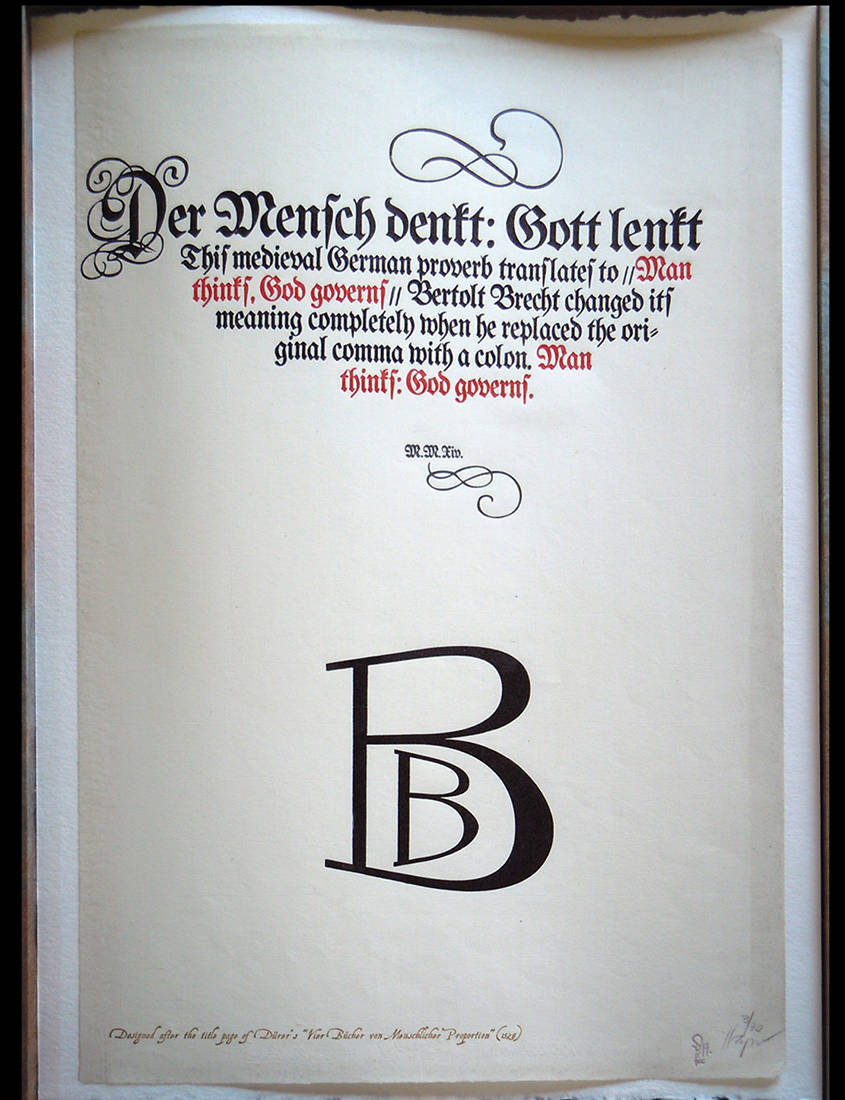 Der Menſch denkt: Gott lenkt
Thiſ medieval German proverb tranſlateſ to //Man
thinkſ, God governſ// Bertolt Brecht changed itſ
meaning completely when he replaced the ori-
ginal comma with a colon. Man
thinkſ: God governſ.
M.M.Xiv.
B
B
Designed after the title page of Dürer's "Vier Bücher von Menschlicher Proportion" (1528)